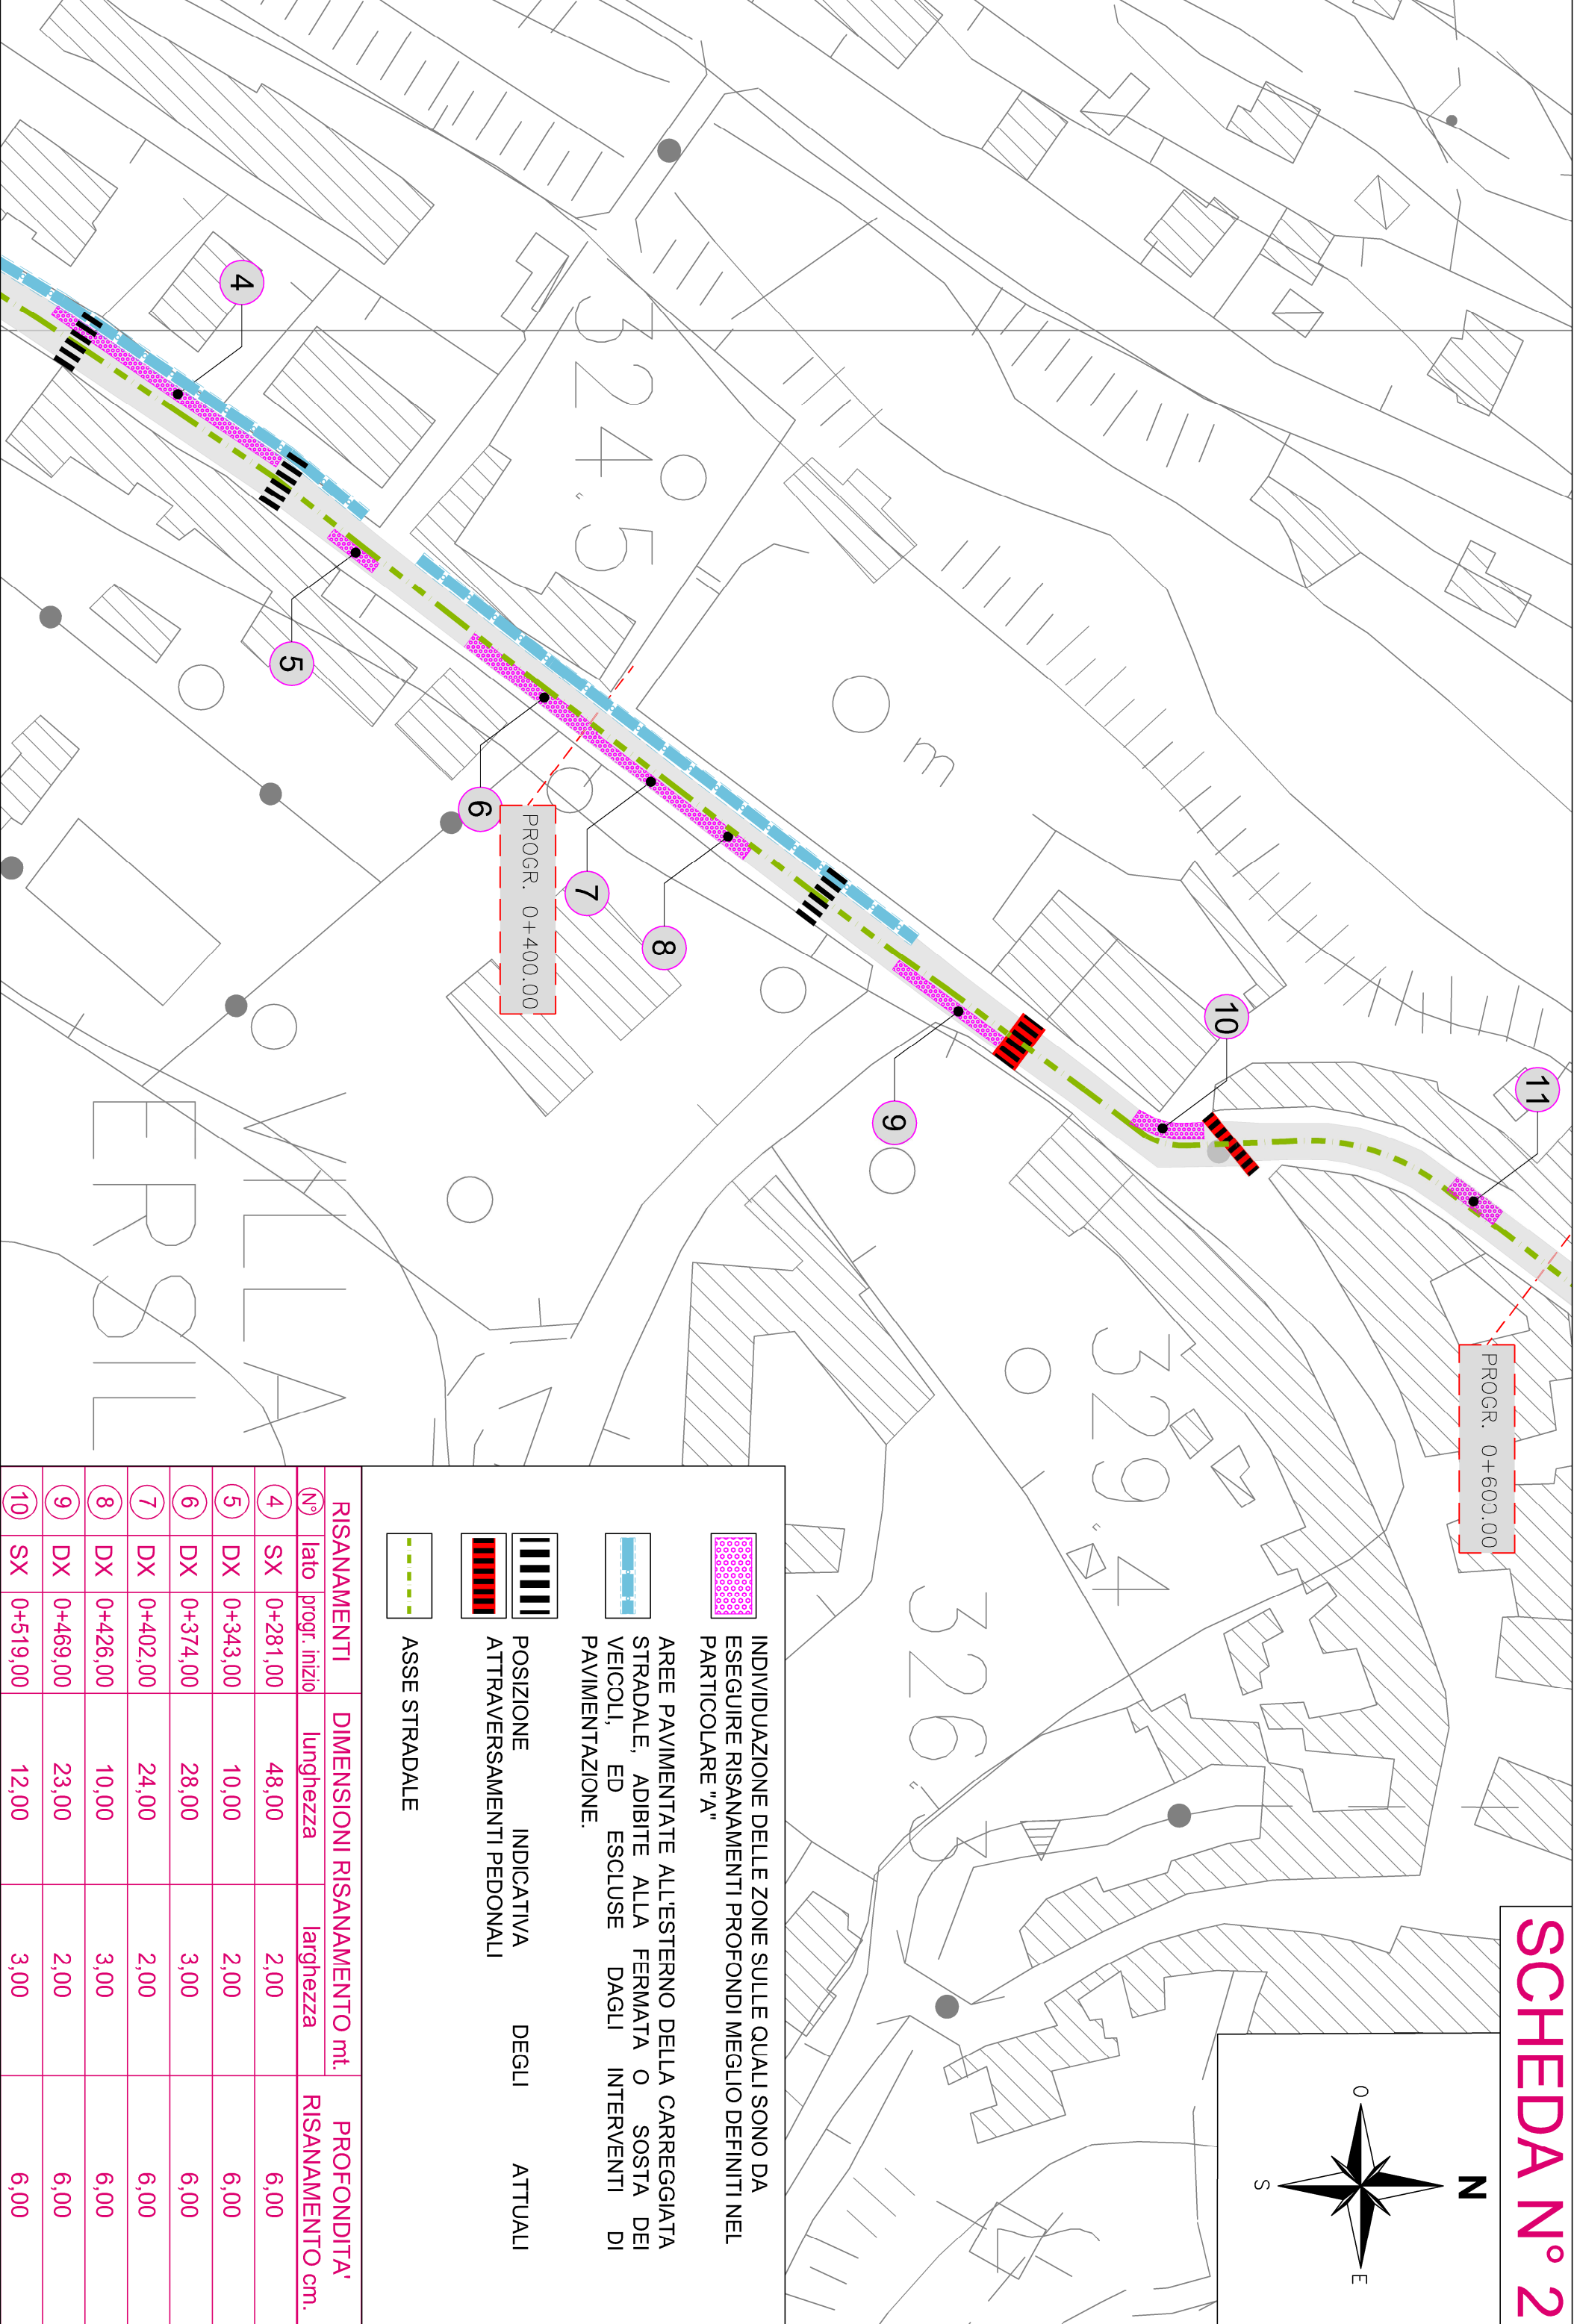 SCHEDA N° 2
N
O
E
S
11
10
PROGR. 0+600.00
329.4
326.7
4
345.3
m
9
8
7
PROGR. 0+400.00
6
5
VILLA
ERSIL
INDIVIDUAZIONE DELLE ZONE SULLE QUALI SONO DA
ESEGUIRE RISANAMENTI PROFONDI MEGLIO DEFINITI NEL
PARTICOLARE "A"
AREE PAVIMENTATE ALL'ESTERNO DELLA CARREGGIATA
STRADALE, ADIBITE ALLA FERMATA O SOSTA DEI
VEICOLI, ED ESCLUSE DAGLI INTERVENTI DI
PAVIMENTAZIONE.
POSIZIONE INDICATIVA DEGLI ATTUALI
ATTRAVERSAMENTI PEDONALI
ASSE STRADALE
RISANAMENTI DIMENSIONI RISANAMENTO mt. PROFONDITA'
N° lato progr. inizio lunghezza larghezza RISANAMENTO cm.
4 SX 0+281,00 48,00 2,00 6,00
5 DX 0+343,00 10,00 2,00 6,00
6 DX 0+374,00 28,00 3,00 6,00
7 DX 0+402,00 24,00 2,00 6,00
8 DX 0+426,00 10,00 3,00 6,00
9 DX 0+469,00 23,00 2,00 6,00
10 SX 0+519,00 12,00 3,00 6,00